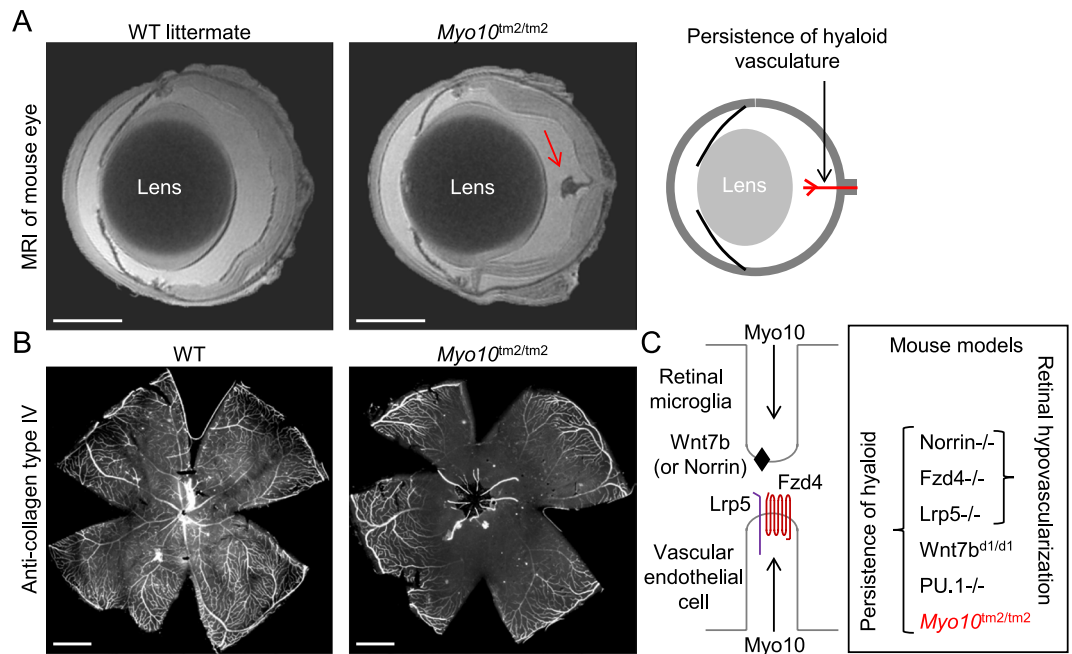 A
WT littermate
Myo10tm2/tm2
Persistence of hyaloid
vasculature
MRI of mouse eye
Lens
Lens
Lens
B
WT
Myo10tm2/tm2
Anti-collagen type IV
C
Myo10
Retinal
microglia
Wnt7b
(or Norrin)
Fzd4
Lrp5
Vascular
endothelial
cell
Myo10
Mouse models
Persistence of hyaloid
Norrin-/-
Fzd4-/-
Lrp5-/-
Wnt7bd1/d1
PU.1-/-
Myo10tm2/tm2
Retinal hypovascularization